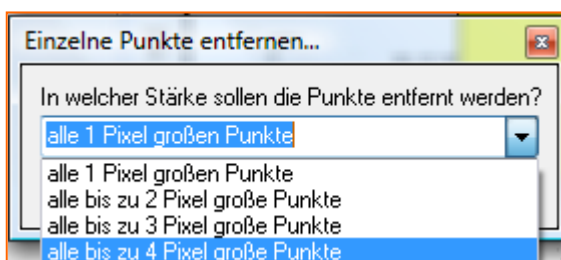 Einzelne Punkte entfernen...
In welcher Stärke sollen die Punkte entfernt werden?
alle 1 Pixel großen Punkte
alle 1 Pixel großen Punkte
alle bis zu 2 Pixel große Punkte
alle bis zu 3 Pixel große Punkte
alle bis zu 4 Pixel große Punkte